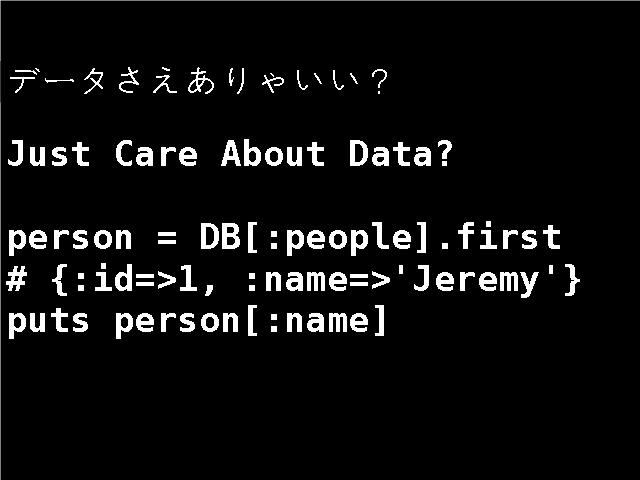 データさえありゃいい？
Just Care About Data?
person = DB[:people].first
# {:id=>1, :name=>'Jeremy'}
puts person[:name]